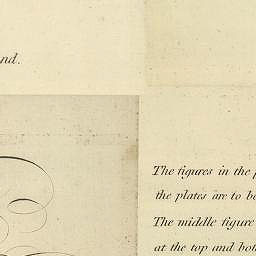 nd.
The figures in the
the plates are to be
The middle figure
at the top and bot